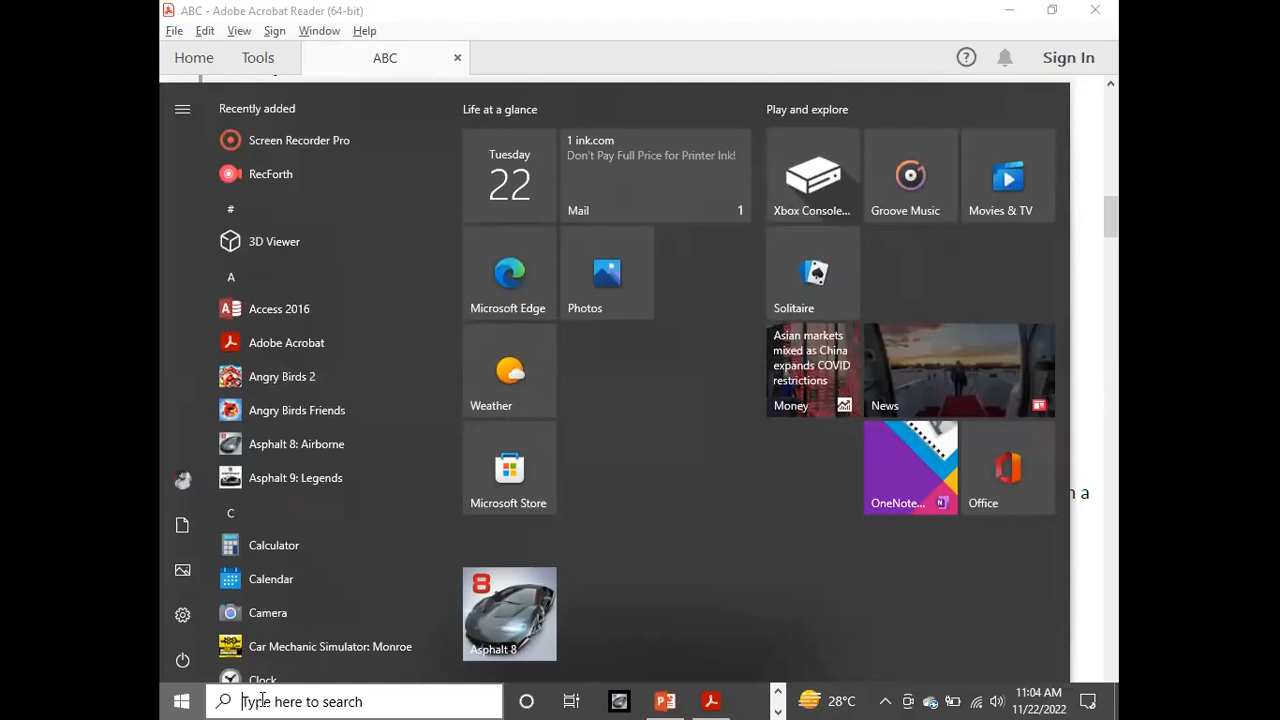 ABC - Adobe Acrobat Reader (64-bit)
File Edit View Sign Window Help
Home Tools ABC Sign In
Recently added
Screen Recorder Pro
RecForth
#
3D Viewer
A
Access 2016
Adobe Acrobat
Angry Birds 2
Angry Birds Friends
Asphalt 8: Airborne
Asphalt 9: Legends
C
Calculator
Calendar
Camera
Car Mechanic Simulator: Monroe
Clock
Life at a glance
Tuesday
22
1 ink.com
Don't Pay Full Price for Printer Ink!
Mail 1
Microsoft Edge
Photos
Weather
Microsoft Store
8
Asphalt 8
Play and explore
Xbox Console...
Groove Music
Movies & TV
Solitaire
Asian markets
mixed as China
expands COVID
restrictions
Money
News
OneNote...
Office
a
Type here to search
28°C
11:04 AM
11/22/2022